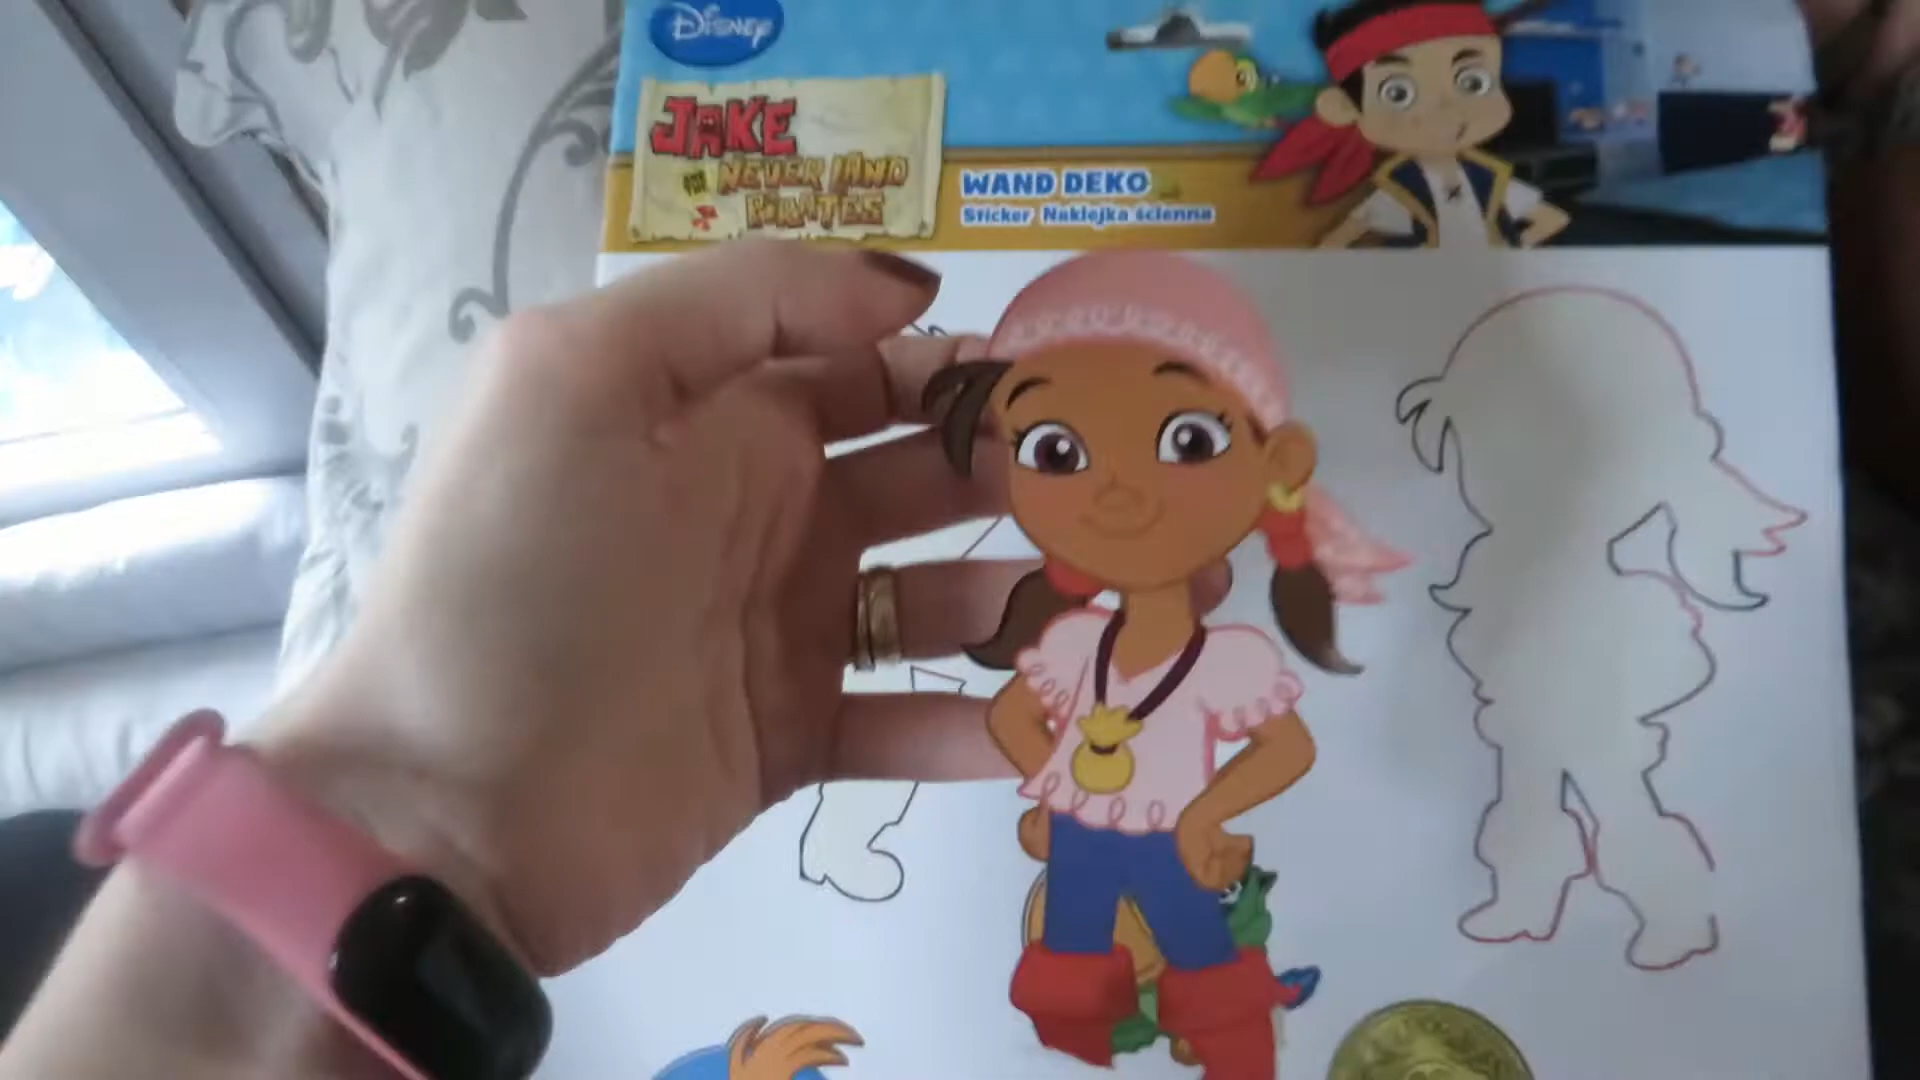 Disney
JAKE
AND THE NEVER LAND
PIRATES
WAND DEKO
Sticker Naklejka ścienna